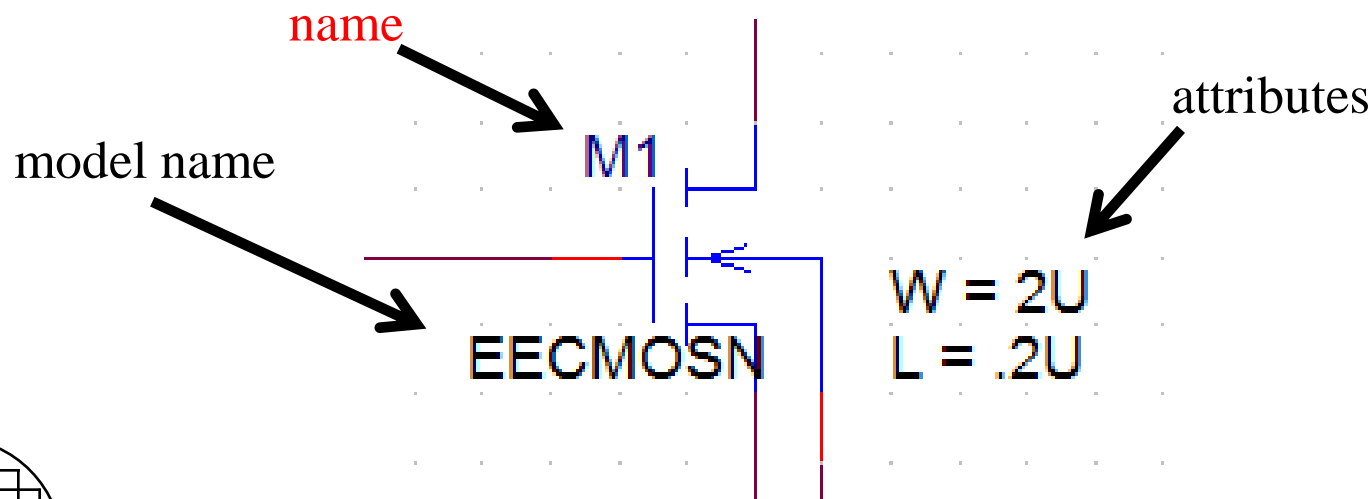 name
attributes
M1
model name
W = 2U
EECMOSN
L = .2U